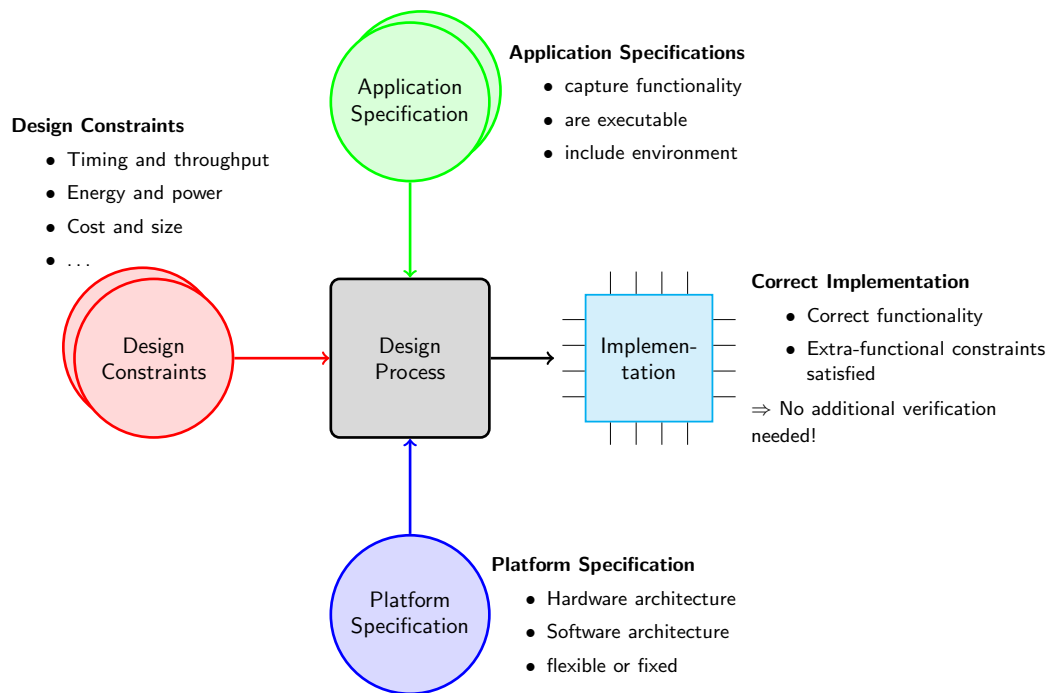 Application
Specification
Application Specifications
• capture functionality
• are executable
• include environment
Design Constraints
• Timing and throughput
• Energy and power
• Cost and size
• . . .
Design
Constraints
Design
Process
Implemen-
tation
Correct Implementation
• Correct functionality
• Extra-functional constraints
satisfied
⇒ No additional verification
needed!
Platform
Specification
Platform Specification
• Hardware architecture
• Software architecture
• flexible or fixed